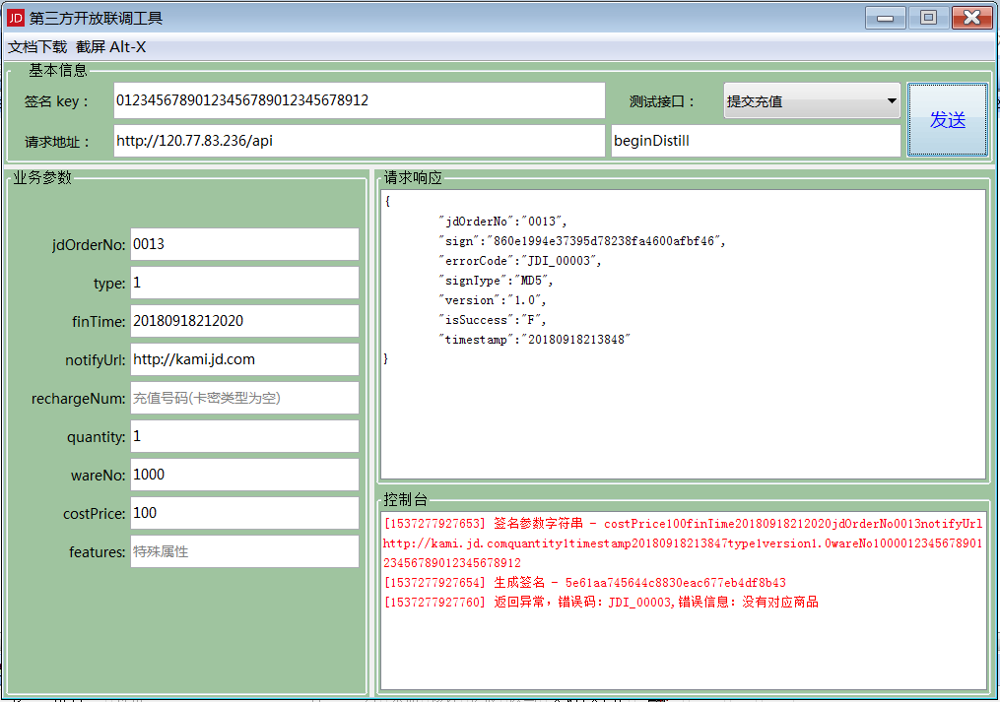 JD 第三方开放联调工具
文档下载 截屏 Alt-X
基本信息
签名 key： 01234567890123456789012345678912 测试接口： 提交充值 发送
请求地址： http://120.77.83.236/api beginDistill
业务参数
jdOrderNo: 0013
type: 1
finTime: 20180918212020
notifyUrl: http://kami.jd.com
rechargeNum: 充值号码(卡密类型为空)
quantity: 1
wareNo: 1000
costPrice: 100
features: 特殊属性
请求响应
{
"jdOrderNo":"0013",
"sign":"860e1994e37395d78238fa4600afbf46",
"errorCode":"JDI_00003",
"signType":"MD5",
"version":"1.0",
"isSuccess":"F",
"timestamp":"20180918213848"
}
控制台
[1537277927653] 签名参数字符串 - costPrice100finTime20180918212020jdOrderNo0013notifyUrl
http://kami.jd.comquantity1timestamp20180918213847type1version1.0wareNo1000012345678901
23456789012345678912
[1537277927654] 生成签名 - 5e61aa745644c8830eac677eb4df8b43
[1537277927760] 返回异常，错误码：JDI_00003,错误信息：没有对应商品